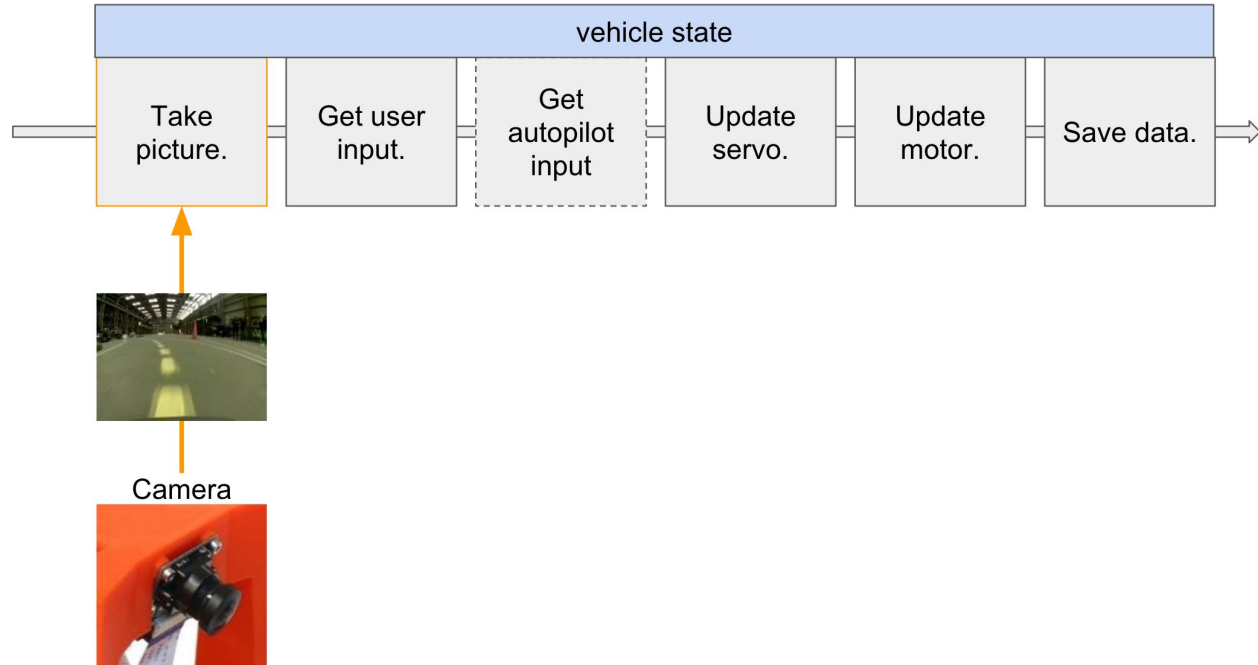 vehicle state
Take
picture.
Get user
input.
Get
autopilot
input
Update
servo.
Update
motor.
Save data.
Camera